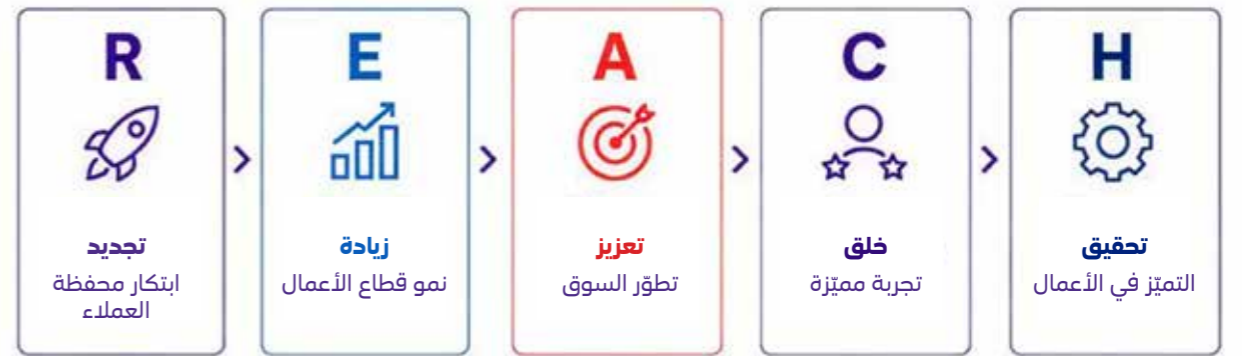 R
تجديد
ابتكار محفظة
العملاء
E
زيادة
نمو قطاع الأعمال
A
تعزيز
تطوّر السوق
C
خلق
تجربة مميّزة
H
تحقيق
التميّز في الأعمال